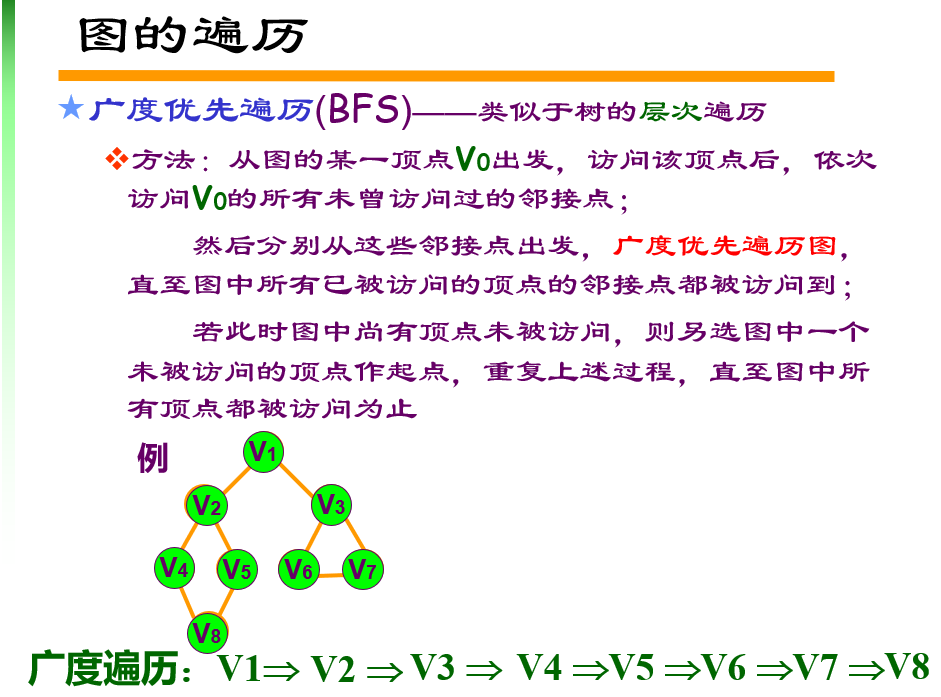 图的遍历
广度优先遍历(BFS)——类似于树的层次遍历
方法：从图的某一顶点V0出发，访问该顶点后，依次
访问V0的所有未曾访问过的邻接点；
然后分别从这些邻接点出发，广度优先遍历图，
直至图中所有已被访问的顶点的邻接点都被访问到；
若此时图中尚有顶点未被访问，则另选图中一个
未被访问的顶点作起点，重复上述过程，直至图中所
有顶点都被访问为止
例
V1
V2 V3
V4 V5 V6 V7
V8
广度遍历：V1⇒ V2 ⇒ V3 ⇒ V4 ⇒V5 ⇒V6 ⇒V7 ⇒V8